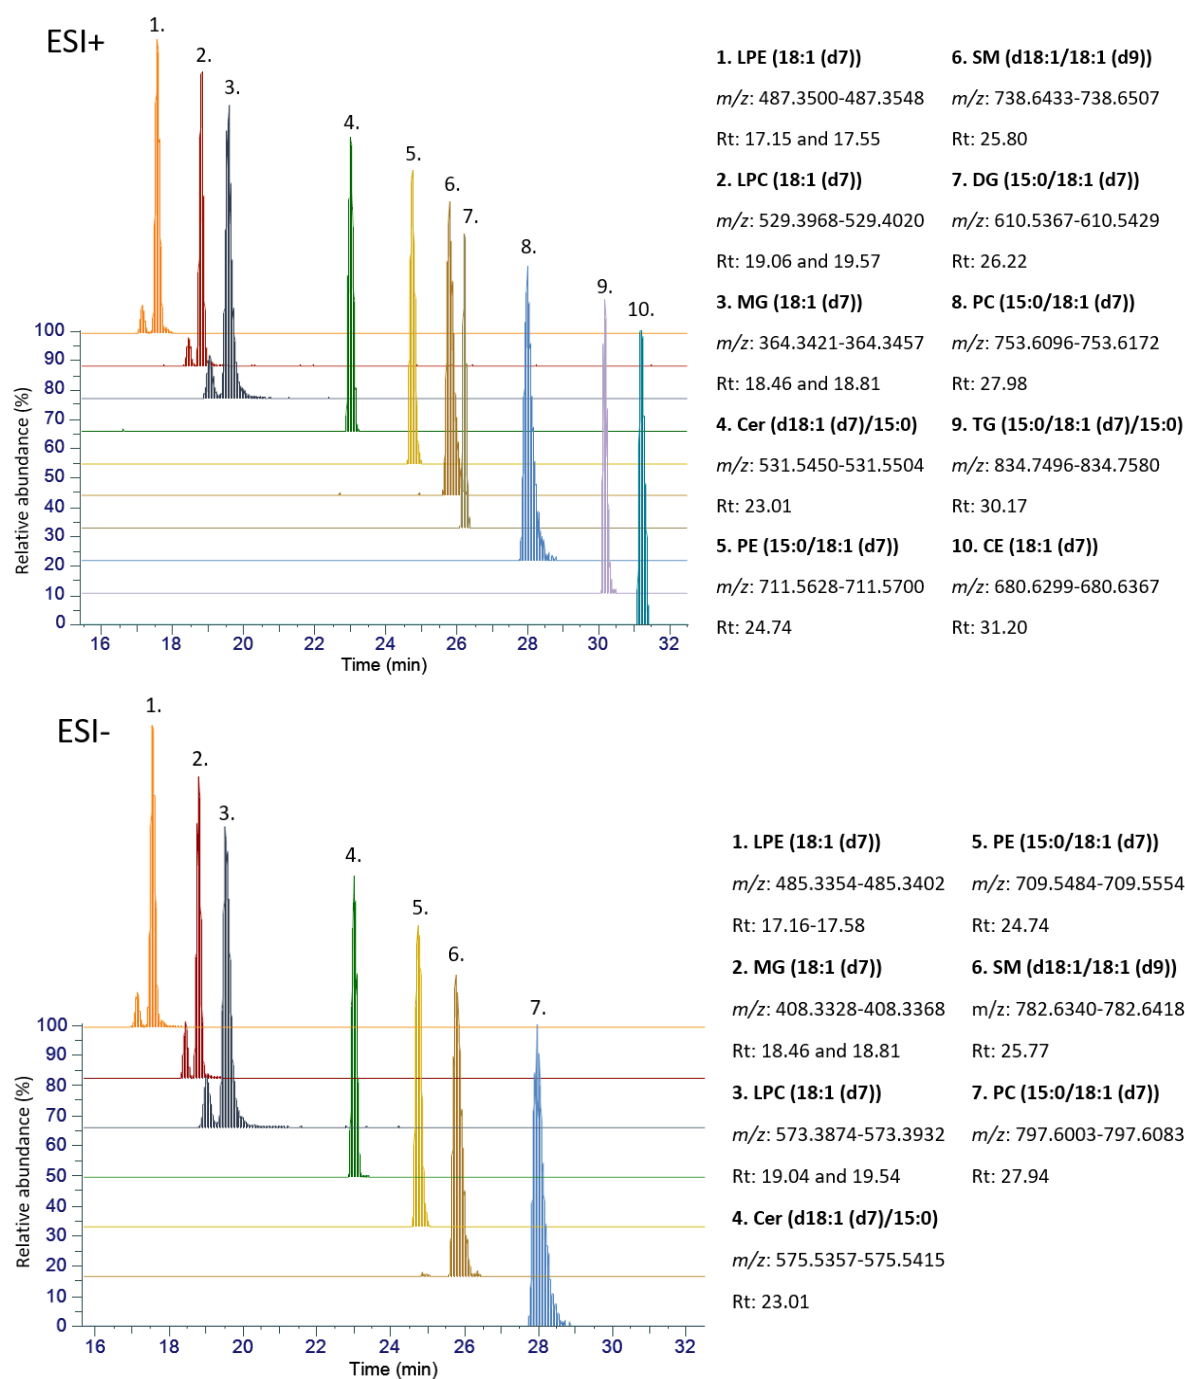 ESI+
1.
2.
3.
4.
5.
6.
7.
8.
9.
10.
Relative abundance (%)
100
90
80
70
60
50
40
30
20
10
0
16 18 20 22 24 26 28 30 32
Time (min)
1. LPE (18:1 (d7))
m/z: 487.3500-487.3548
Rt: 17.15 and 17.55
2. LPC (18:1 (d7))
m/z: 529.3968-529.4020
Rt: 19.06 and 19.57
3. MG (18:1 (d7))
m/z: 364.3421-364.3457
Rt: 18.46 and 18.81
4. Cer (d18:1 (d7)/15:0)
m/z: 531.5450-531.5504
Rt: 23.01
5. PE (15:0/18:1 (d7))
m/z: 711.5628-711.5700
Rt: 24.74
6. SM (d18:1/18:1 (d9))
m/z: 738.6433-738.6507
Rt: 25.80
7. DG (15:0/18:1 (d7))
m/z: 610.5367-610.5429
Rt: 26.22
8. PC (15:0/18:1 (d7))
m/z: 753.6096-753.6172
Rt: 27.98
9. TG (15:0/18:1 (d7)/15:0)
m/z: 834.7496-834.7580
Rt: 30.17
10. CE (18:1 (d7))
m/z: 680.6299-680.6367
Rt: 31.20
ESI-
1.
2.
3.
4.
5.
6.
7.
Relative abundance (%)
100
90
80
70
60
50
40
30
20
10
0
16 18 20 22 24 26 28 30 32
Time (min)
1. LPE (18:1 (d7))
m/z: 485.3354-485.3402
Rt: 17.16-17.58
2. MG (18:1 (d7))
m/z: 408.3328-408.3368
Rt: 18.46 and 18.81
3. LPC (18:1 (d7))
m/z: 573.3874-573.3932
Rt: 19.04 and 19.54
4. Cer (d18:1 (d7)/15:0)
m/z: 575.5357-575.5415
Rt: 23.01
5. PE (15:0/18:1 (d7))
m/z: 709.5484-709.5554
Rt: 24.74
6. SM (d18:1/18:1 (d9))
m/z: 782.6340-782.6418
Rt: 25.77
7. PC (15:0/18:1 (d7))
m/z: 797.6003-797.6083
Rt: 27.94